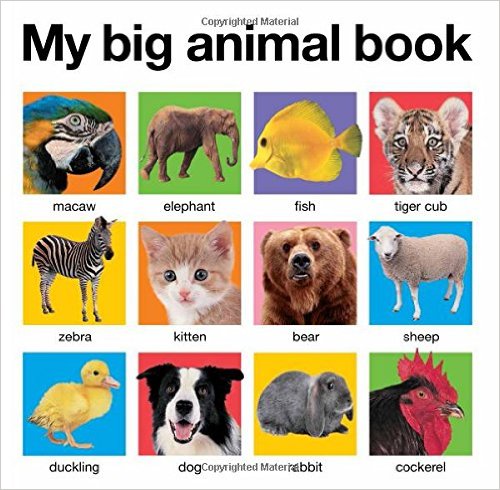 Copyrighted Material
My big animal book
macaw elephant fish tiger cub
zebra kitten bear sheep
duckling dog rabbit cockerel
Copyrighted Material